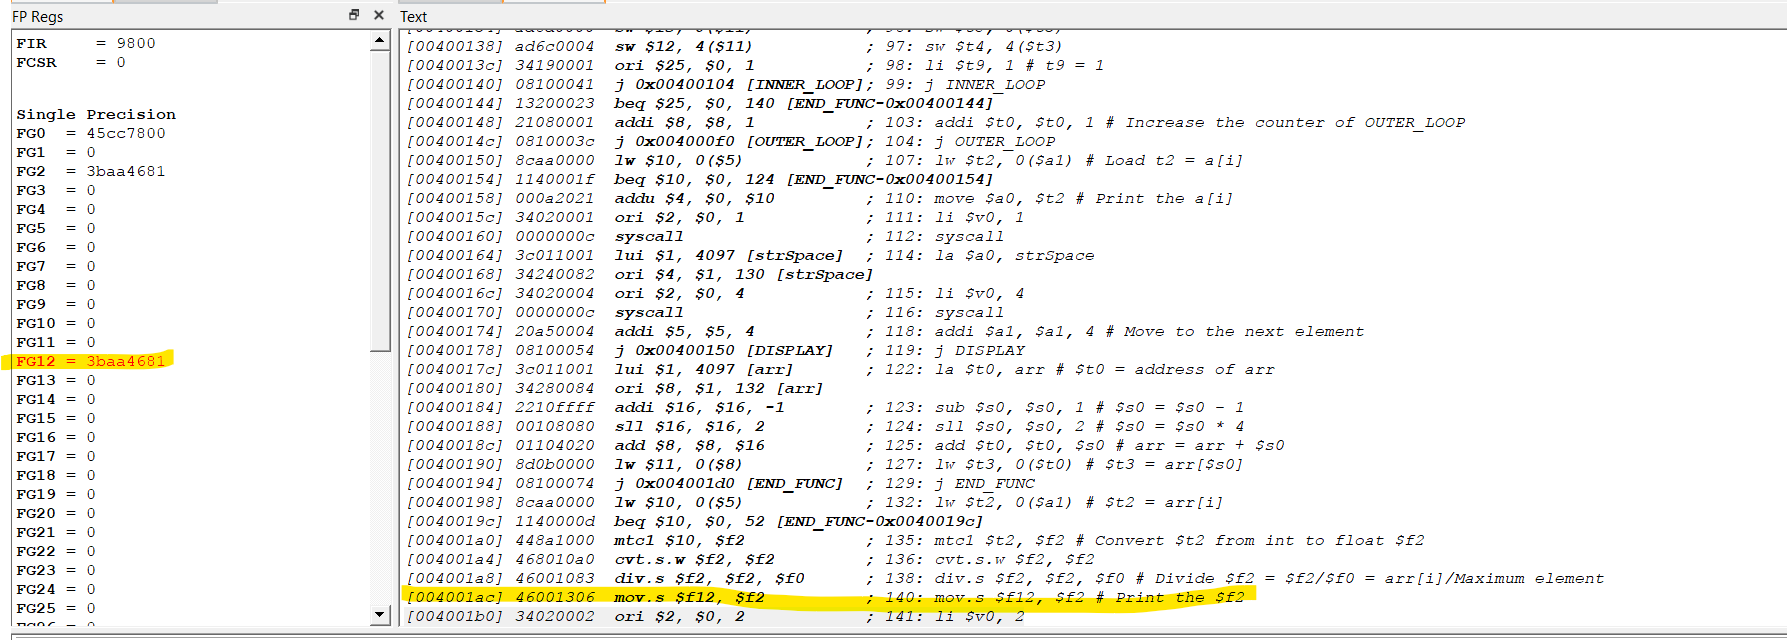 FP Regs
FIR = 9800
FCSR = 0
Single Precision
FG0 = 45cc7800
FG1 = 0
FG2 = 3baa4681
FG3 = 0
FG4 = 0
FG5 = 0
FG6 = 0
FG7 = 0
FG8 = 0
FG9 = 0
FG10 = 0
FG11 = 0
FG12 = 3baa4681
FG13 = 0
FG14 = 0
FG15 = 0
FG16 = 0
FG17 = 0
FG18 = 0
FG19 = 0
FG20 = 0
FG21 = 0
FG22 = 0
FG23 = 0
FG24 = 0
FG25 = 0
Text
[00400138] ad6c0004 sw $12, 4($11) ; 97: sw $t4, 4($t3)
[0040013c] 34190001 ori $25, $0, 1 ; 98: li $t9, 1 # t9 = 1
[00400140] 08100041 j 0x00400104 [INNER_LOOP]; 99: j INNER_LOOP
[00400144] 13200023 beq $25, $0, 140 [END_FUNC-0x00400144]
[00400148] 21080001 addi $8, $8, 1 ; 103: addi $t0, $t0, 1 # Increase the counter of OUTER_LOOP
[0040014c] 0810003c j 0x004000f0 [OUTER_LOOP]; 104: j OUTER_LOOP
[00400150] 8caa0000 lw $10, 0($5) ; 107: lw $t2, 0($a1) # Load t2 = a[i]
[00400154] 1140001f beq $10, $0, 124 [END_FUNC-0x00400154]
[00400158] 000a2021 addu $4, $0, $10 ; 110: move $a0, $t2 # Print the a[i]
[0040015c] 34020001 ori $2, $0, 1 ; 111: li $v0, 1
[00400160] 0000000c syscall ; 112: syscall
[00400164] 3c011001 lui $1, 4097 [strSpace] ; 114: la $a0, strSpace
[00400168] 34240082 ori $4, $1, 130 [strSpace]
[0040016c] 34020004 ori $2, $0, 4 ; 115: li $v0, 4
[00400170] 0000000c syscall ; 116: syscall
[00400174] 20a50004 addi $5, $5, 4 ; 118: addi $a1, $a1, 4 # Move to the next element
[00400178] 08100054 j 0x00400150 [DISPLAY] ; 119: j DISPLAY
[0040017c] 3c011001 lui $1, 4097 [arr] ; 122: la $t0, arr # $t0 = address of arr
[00400180] 34280084 ori $8, $1, 132 [arr]
[00400184] 2210ffff addi $16, $16, -1 ; 123: sub $s0, $s0, 1 # $s0 = $s0 - 1
[00400188] 00108080 sll $16, $16, 2 ; 124: sll $s0, $s0, 2 # $s0 = $s0 * 4
[0040018c] 01104020 add $8, $8, $16 ; 125: add $t0, $t0, $s0 # arr = arr + $s0
[00400190] 8d0b0000 lw $11, 0($8) ; 127: lw $t3, 0($t0) # $t3 = arr[$s0]
[00400194] 08100074 j 0x004001d0 [END_FUNC] ; 129: j END_FUNC
[00400198] 8caa0000 lw $10, 0($5) ; 132: lw $t2, 0($a1) # $t2 = arr[i]
[0040019c] 1140000d beq $10, $0, 52 [END_FUNC-0x0040019c]
[004001a0] 448a1000 mtc1 $10, $f2 ; 135: mtc1 $t2, $f2 # Convert $t2 from int to float $f2
[004001a4] 468010a0 cvt.s.w $f2, $f2 ; 136: cvt.s.w $f2, $f2
[004001a8] 46001083 div.s $f2, $f2, $f0 ; 138: div.s $f2, $f2, $f0 # Divide $f2 = $f2/$f0 = arr[i]/Maximum element
[004001ac] 46001306 mov.s $f12, $f2 ; 140: mov.s $f12, $f2 # Print the $f2
[004001b0] 34020002 ori $2, $0, 2 ; 141: li $v0, 2